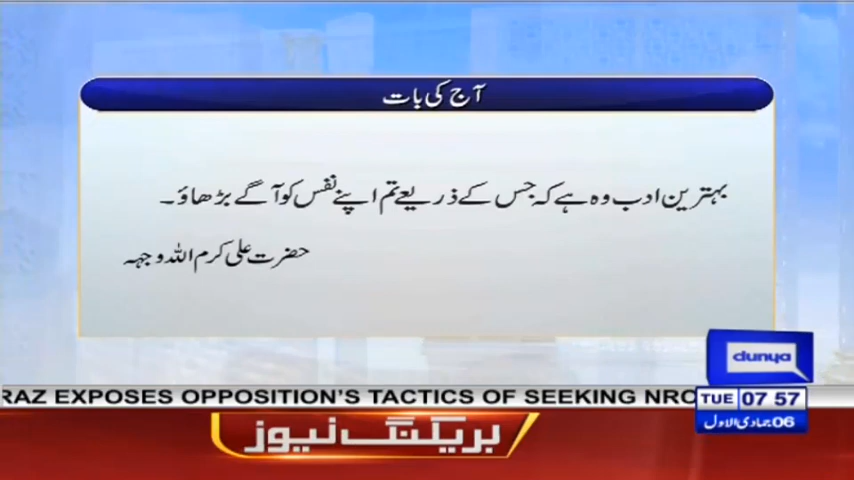 آج کی بات
بہترین ادب وہ ہے کہ جس کے ذریعے تم اپنے نفس کو آگے بڑھاؤ۔
حضرت علی کرم اللہ وجہہ
dunya
RAZ EXPOSES OPPOSITION'S TACTICS OF SEEKING NRO
TUE 07 57
06 جمادی الاول
بریکنگ نیوز